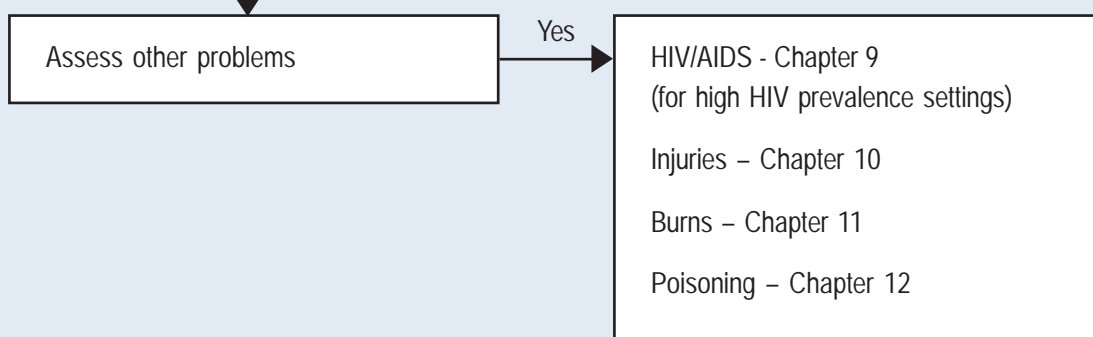 Assess other problems
Yes
HIV/AIDS - Chapter 9
(for high HIV prevalence settings)
Injuries – Chapter 10
Burns – Chapter 11
Poisoning – Chapter 12